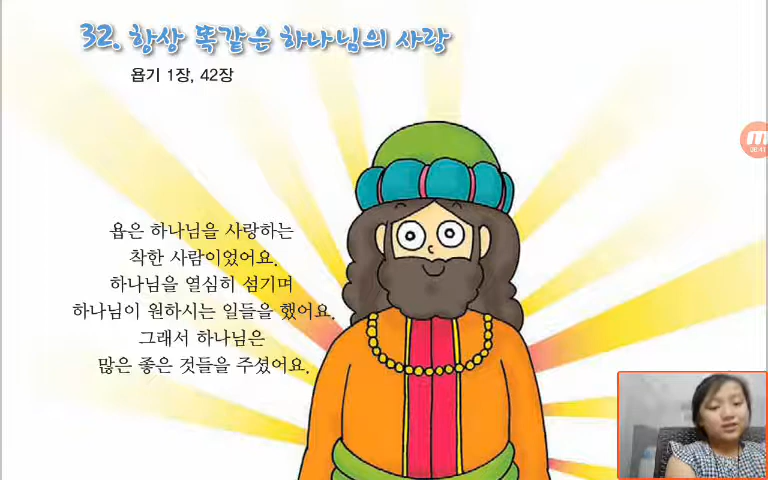 32. 항상 똑같은 하나님의 사랑
욥기 1장, 42장
욥은 하나님을 사랑하는
착한 사람이었어요.
하나님을 열심히 섬기며
하나님이 원하시는 일들을 했어요.
그래서 하나님은
많은 좋은 것들을 주셨어요.
M
06:41